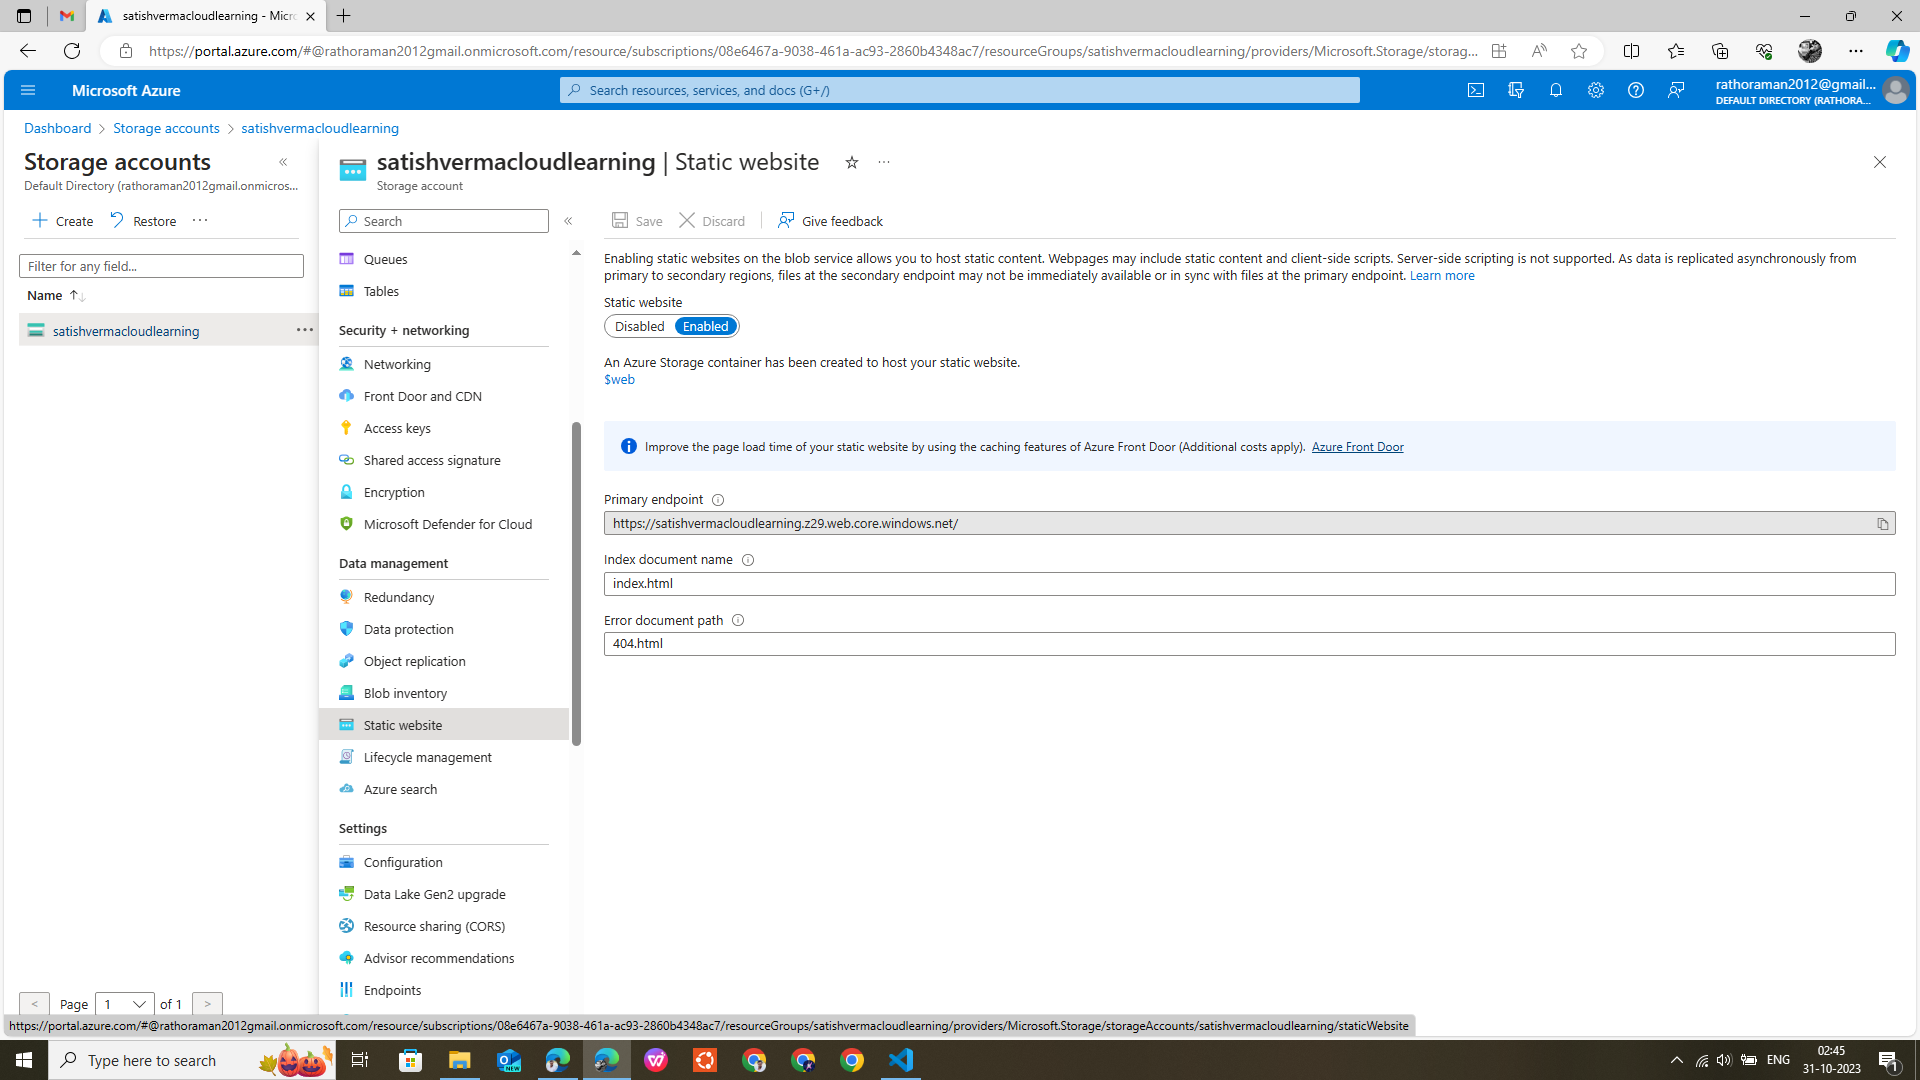 satishvermacloudlearning - Micr
https://portal.azure.com/#@rathoraman2012gmail.onmicrosoft.com/resource/subscriptions/08e6467a-9038-461a-ac93-2860b4348ac7/resourceGroups/satishvermacloudlearning/providers/Microsoft.Storage/storag...
Microsoft Azure
Search resources, services, and docs (G+/)
rathoraman2012@gmail...
DEFAULT DIRECTORY (RATHORA...
Dashboard > Storage accounts > satishvermacloudlearning
Storage accounts
Default Directory (rathoraman2012gmail.onmicros...
Create
Restore
...
Filter for any field...
Name
satishvermacloudlearning
...
< Page 1 of 1 >
satishvermacloudlearning | Static website
Storage account
Search
Queues
Tables
Security + networking
Networking
Front Door and CDN
Access keys
Shared access signature
Encryption
Microsoft Defender for Cloud
Data management
Redundancy
Data protection
Object replication
Blob inventory
Static website
Lifecycle management
Azure search
Settings
Configuration
Data Lake Gen2 upgrade
Resource sharing (CORS)
Advisor recommendations
Endpoints
Save
Discard
Give feedback
Enabling static websites on the blob service allows you to host static content. Webpages may include static content and client-side scripts. Server-side scripting is not supported. As data is replicated asynchronously from
primary to secondary regions, files at the secondary endpoint may not be immediately available or in sync with files at the primary endpoint. Learn more
Static website
Disabled Enabled
An Azure Storage container has been created to host your static website.
$web
Improve the page load time of your static website by using the caching features of Azure Front Door (Additional costs apply). Azure Front Door
Primary endpoint
https://satishvermacloudlearning.z29.web.core.windows.net/
Index document name
index.html
Error document path
404.html
https://portal.azure.com/#@rathoraman2012gmail.onmicrosoft.com/resource/subscriptions/08e6467a-9038-461a-ac93-2860b4348ac7/resourceGroups/satishvermacloudlearning/providers/Microsoft.Storage/storageAccounts/satishvermacloudlearning/staticWebsite
Type here to search
NEW
ENG
02:45
31-10-2023
1